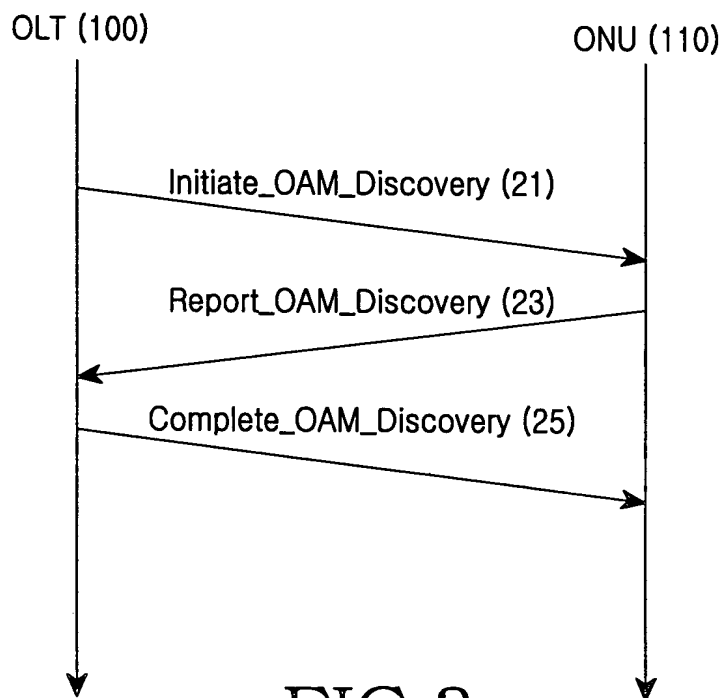 OLT (100)
ONU (110)
Initiate_OAM_Discovery (21)
Report_OAM_Discovery (23)
Complete_OAM_Discovery (25)